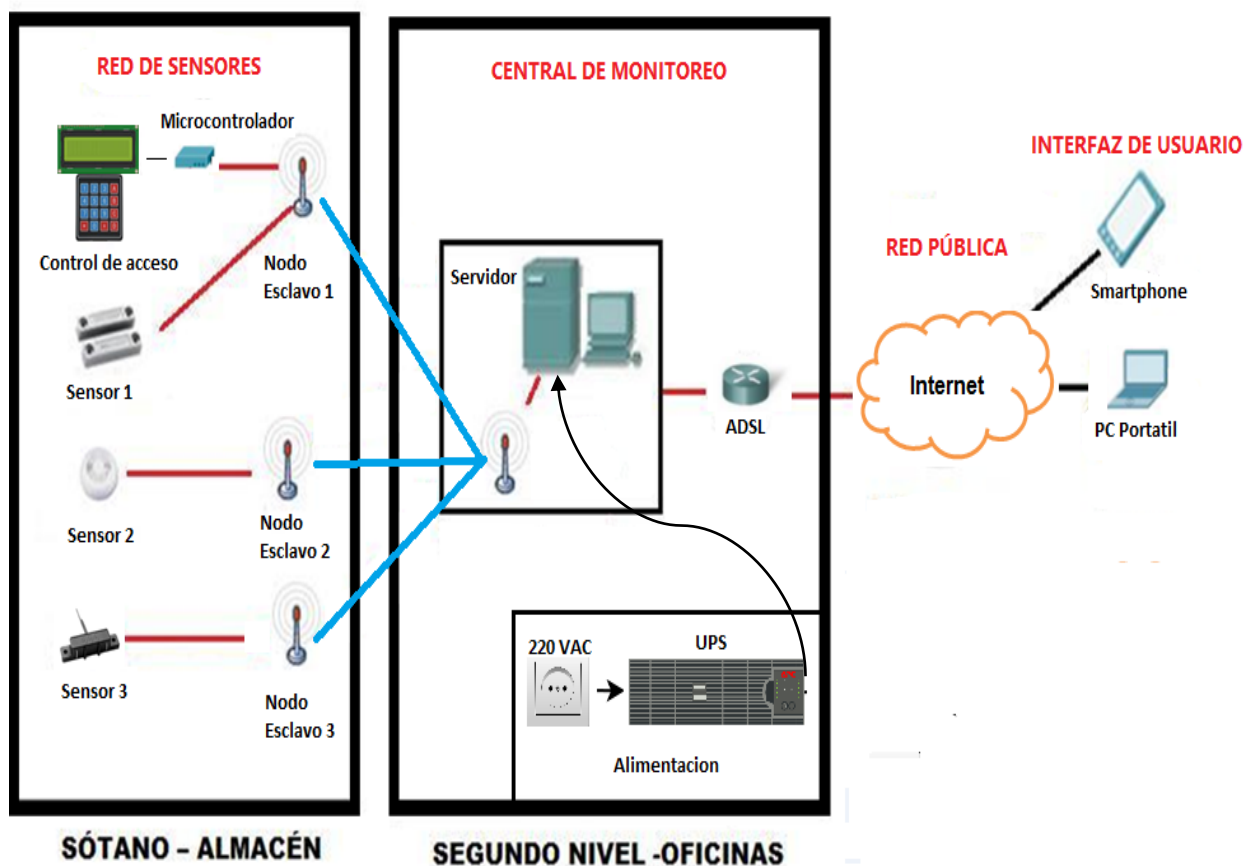 RED DE SENSORES
Microcontrolador
Control de acceso
Nodo
Esclavo 1
Sensor 1
Sensor 2
Nodo
Esclavo 2
Sensor 3
Nodo
Esclavo 3
SÓTANO – ALMACÉN
CENTRAL DE MONITOREO
Servidor
ADSL
220 VAC
UPS
Alimentacion
SEGUNDO NIVEL -OFICINAS
RED PÚBLICA
Internet
INTERFAZ DE USUARIO
Smartphone
PC Portatil